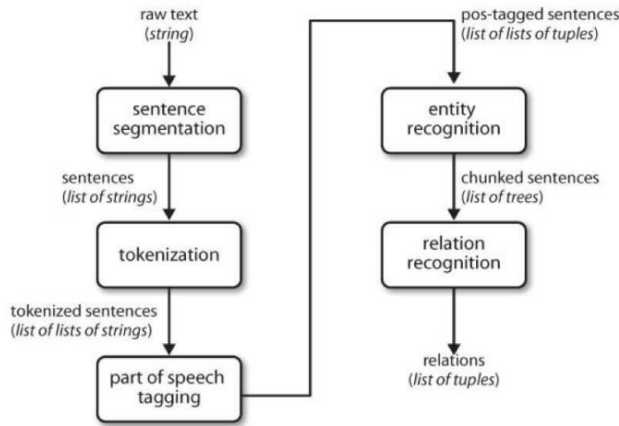 raw text
(string)
sentence
segmentation
sentences
(list of strings)
tokenization
tokenized sentences
(list of lists of strings)
part of speech
tagging
pos-tagged sentences
(list of lists of tuples)
entity
recognition
chunked sentences
(list of trees)
relation
recognition
relations
(list of tuples)